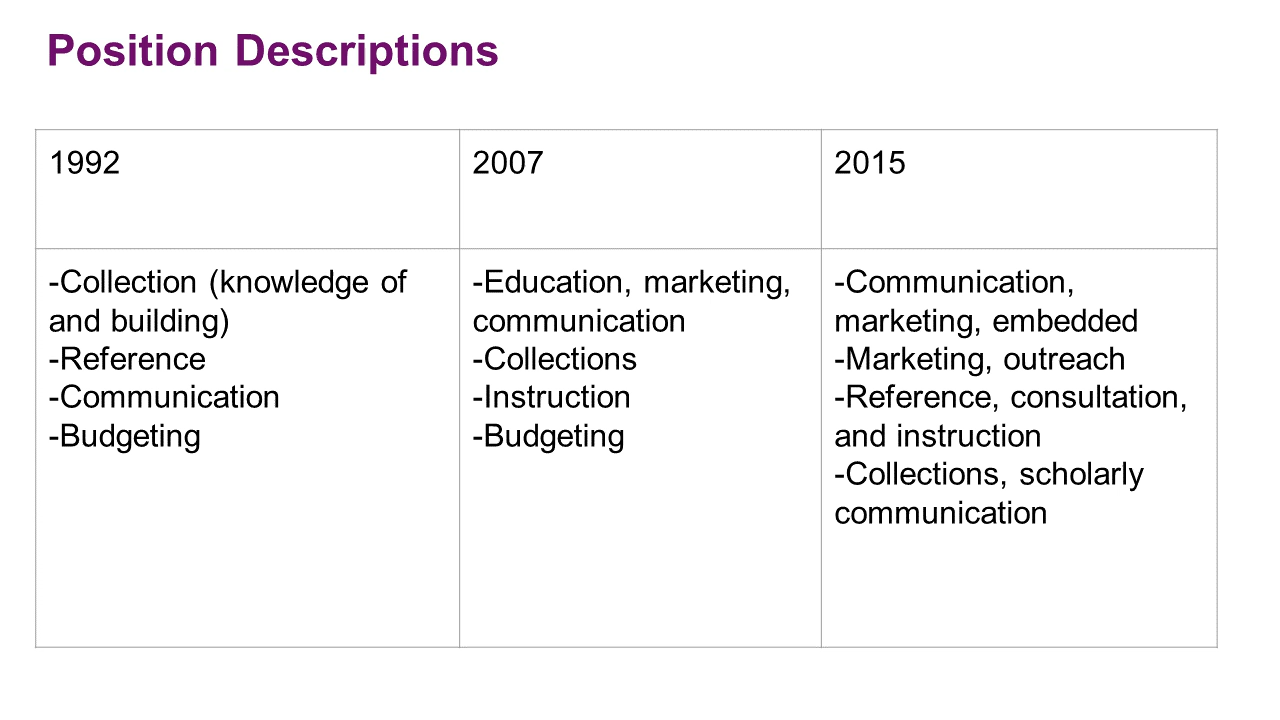 Position Descriptions
1992
2007
2015
-Collection (knowledge of
and building)
-Reference
-Communication
-Budgeting
-Education, marketing,
communication
-Collections
-Instruction
-Budgeting
-Communication,
marketing, embedded
-Marketing, outreach
-Reference, consultation,
and instruction
-Collections, scholarly
communication